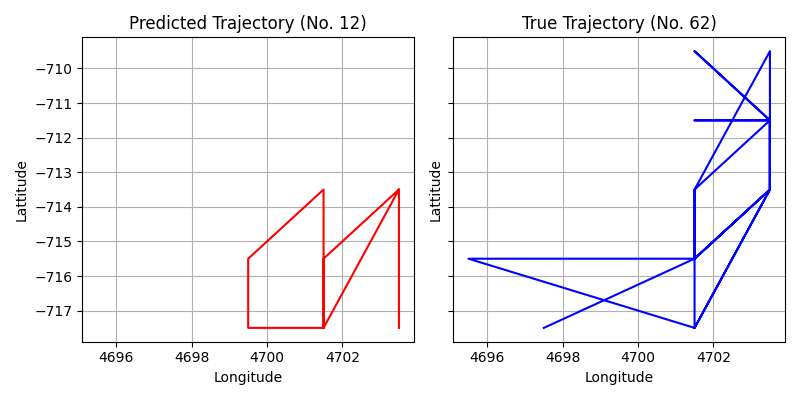 Predicted Trajectory (No. 12)
True Trajectory (No. 62)
−710
−711
−712
−713
−714
−715
−716
−717
Lattitude
Lattitude
4696
4698
4700
4702
4696
4698
4700
4702
Longitude
Longitude